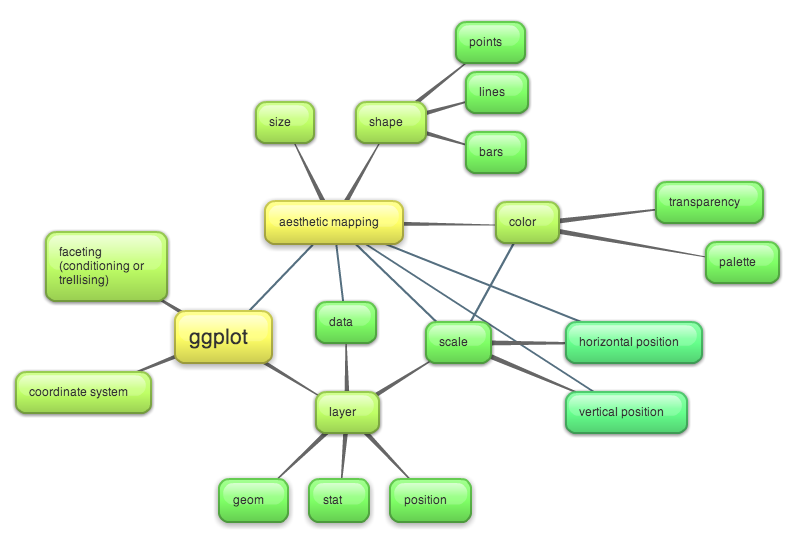 points
lines
size
shape
bars
transparency
aesthetic mapping
color
faceting
(conditioning or
trellising)
palette
data
ggplot
scale
horizontal position
coordinate system
layer
vertical position
geom
stat
position